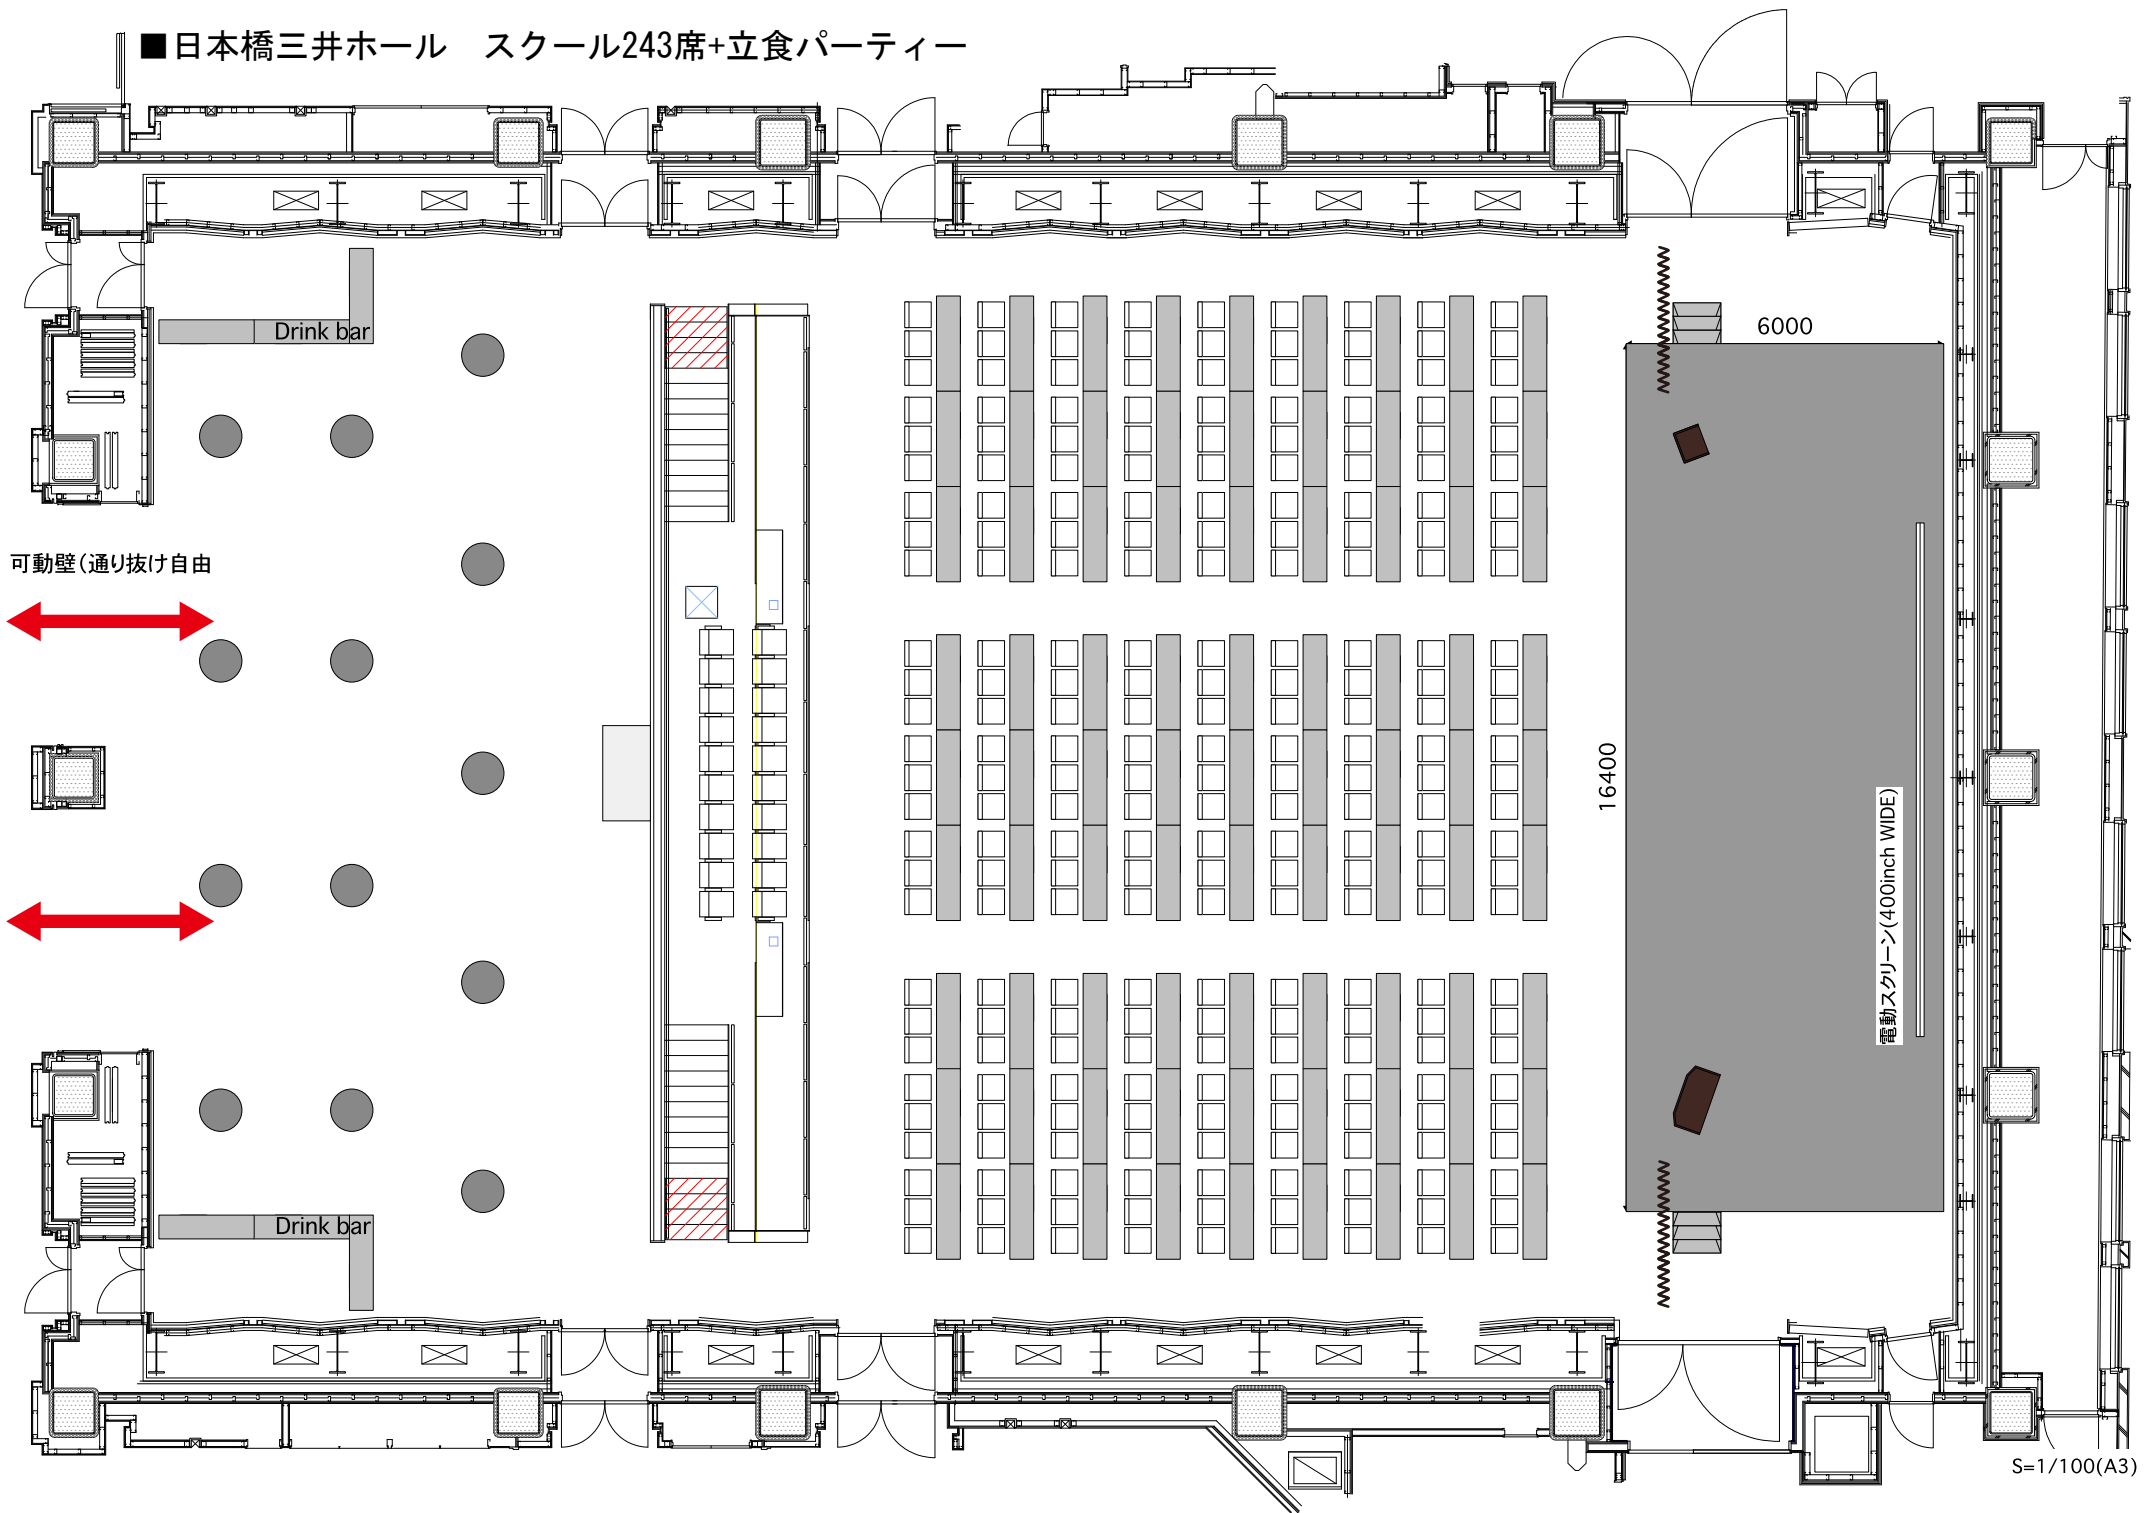 ■日本橋三井ホール　スクール243席+立食パーティー
Drink bar
6000
可動壁(通り抜け自由
16400
電動スクリーン(400inch WIDE)
Drink bar
S=1/100(A3)